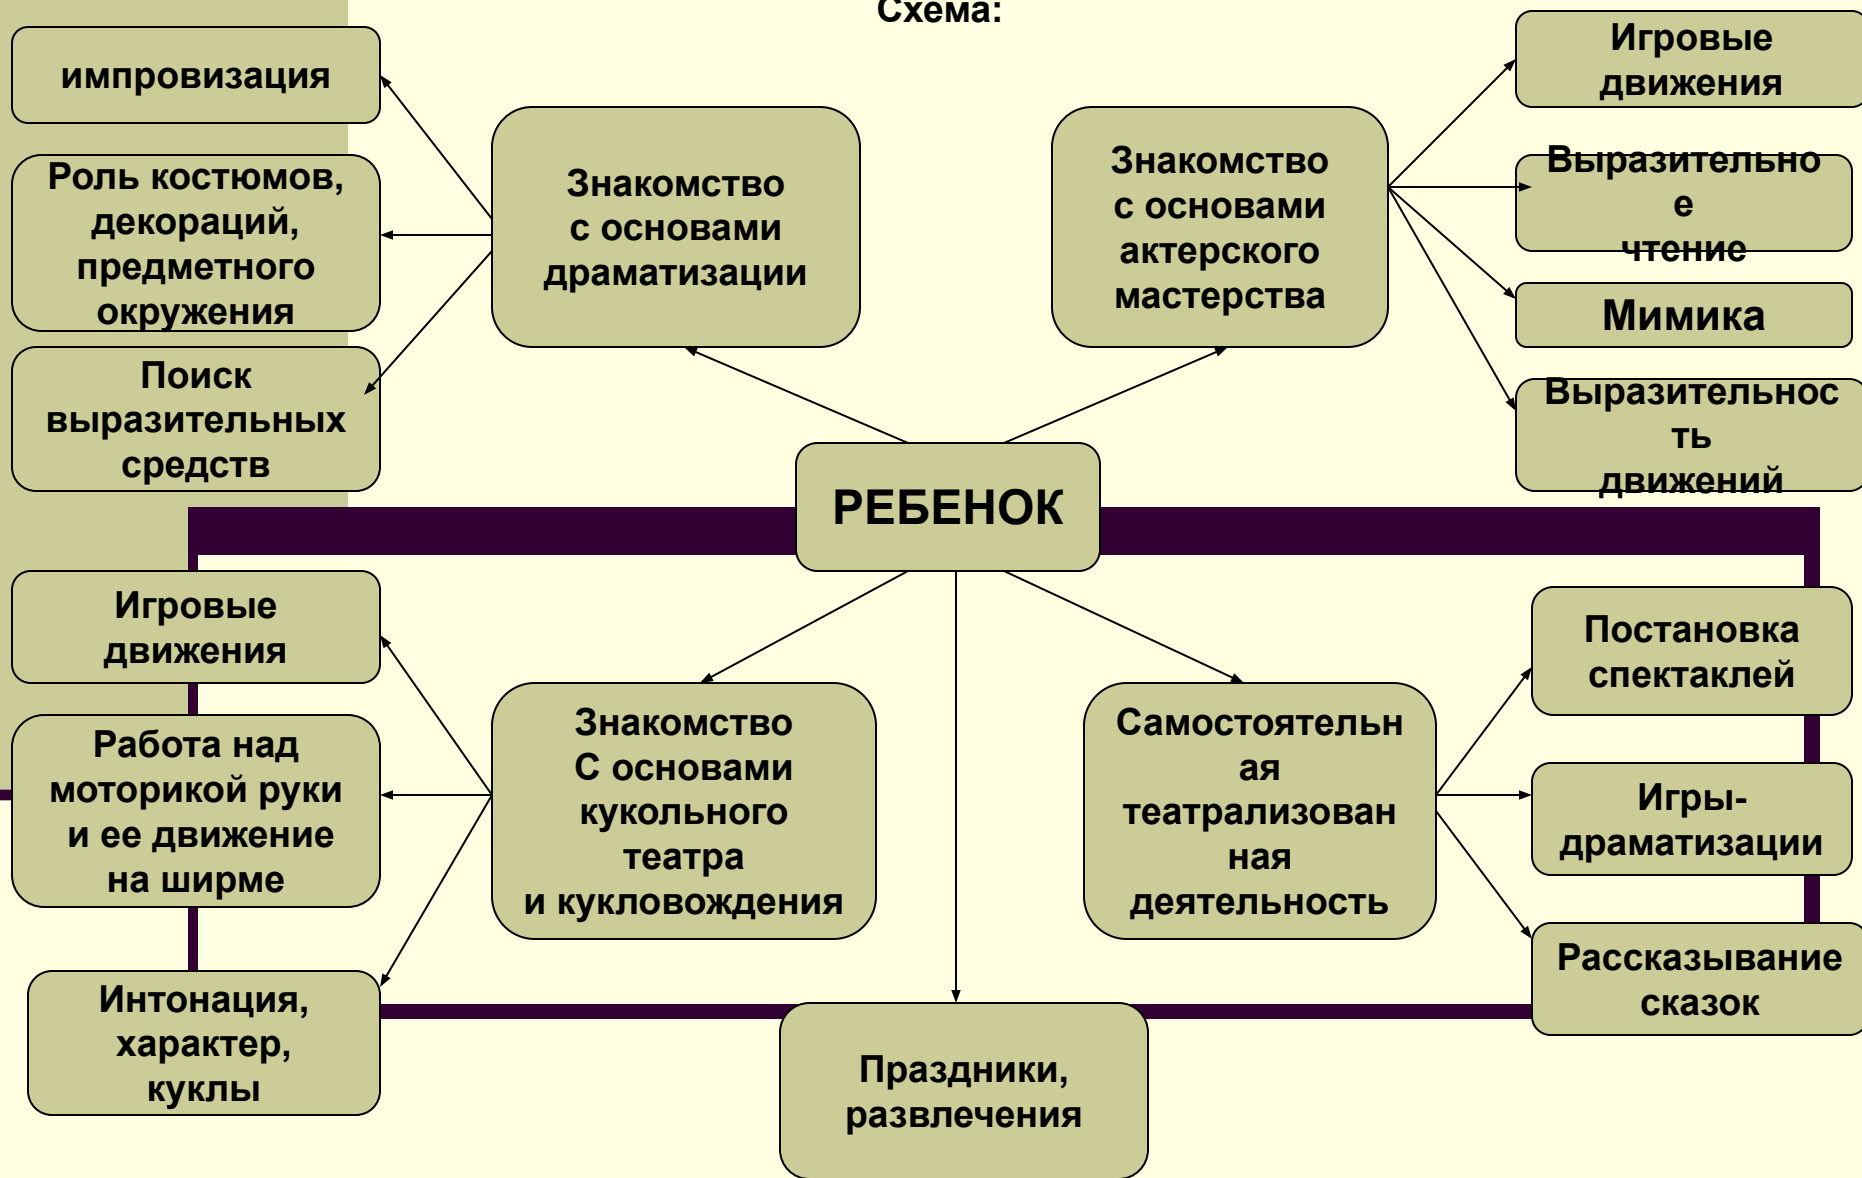 Схема:
импровизация
Роль костюмов,
декораций,
предметного
окружения
Поиск
выразительных
средств
Знакомство
с основами
драматизации
Знакомство
с основами
актерского
мастерства
Игровые
движения
Выразительно
е
чтение
Мимика
Выразительнос
ть
движений
РЕБЕНОК
Игровые
движения
Работа над
моторикой руки
и ее движение
на ширме
Интонация,
характер,
куклы
Знакомство
С основами
кукольного
театра
и кукловождения
Самостоятельн
ая
театрализован
ная
деятельность
Постановка
спектаклей
Игры-
драматизации
Рассказывание
сказок
Праздники,
развлечения